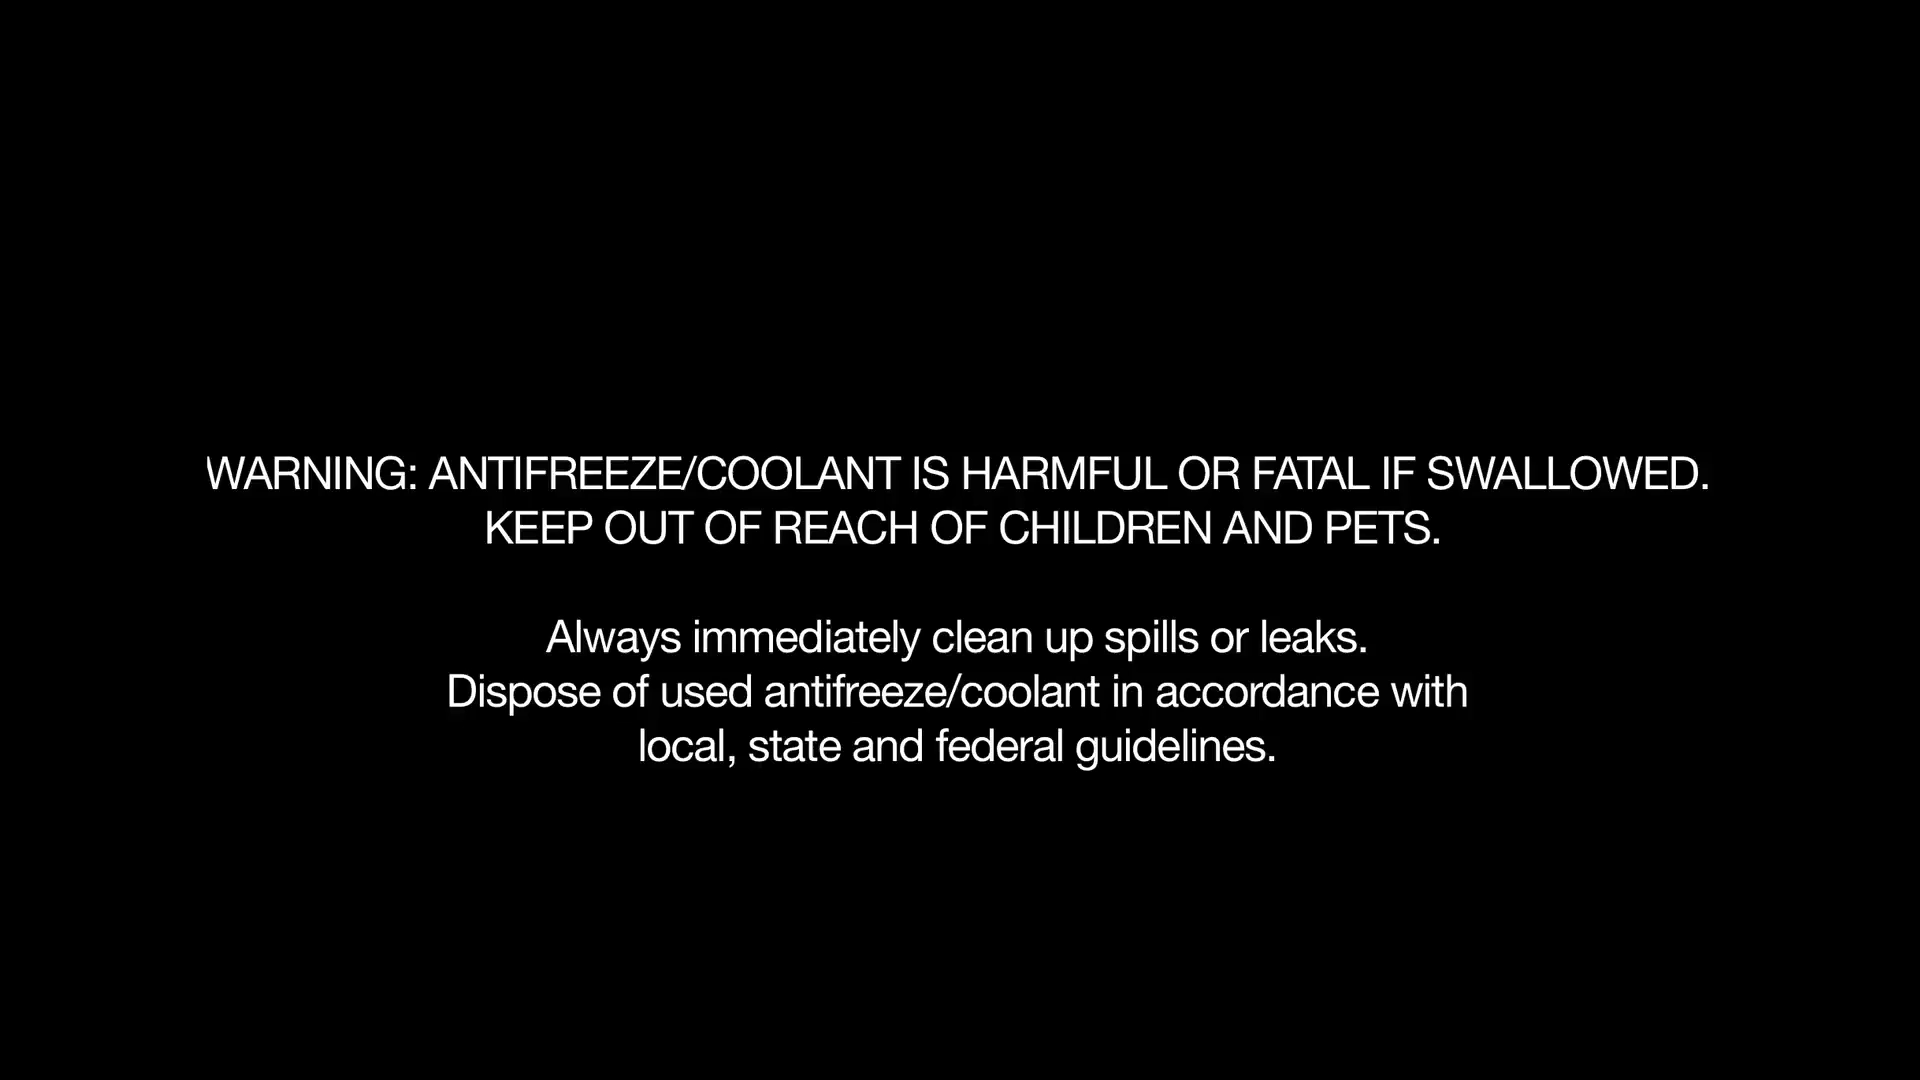 WARNING: ANTIFREEZE/COOLANT IS HARMFUL OR FATAL IF SWALLOWED.
KEEP OUT OF REACH OF CHILDREN AND PETS.
Always immediately clean up spills or leaks.
Dispose of used antifreeze/coolant in accordance with
local, state and federal guidelines.